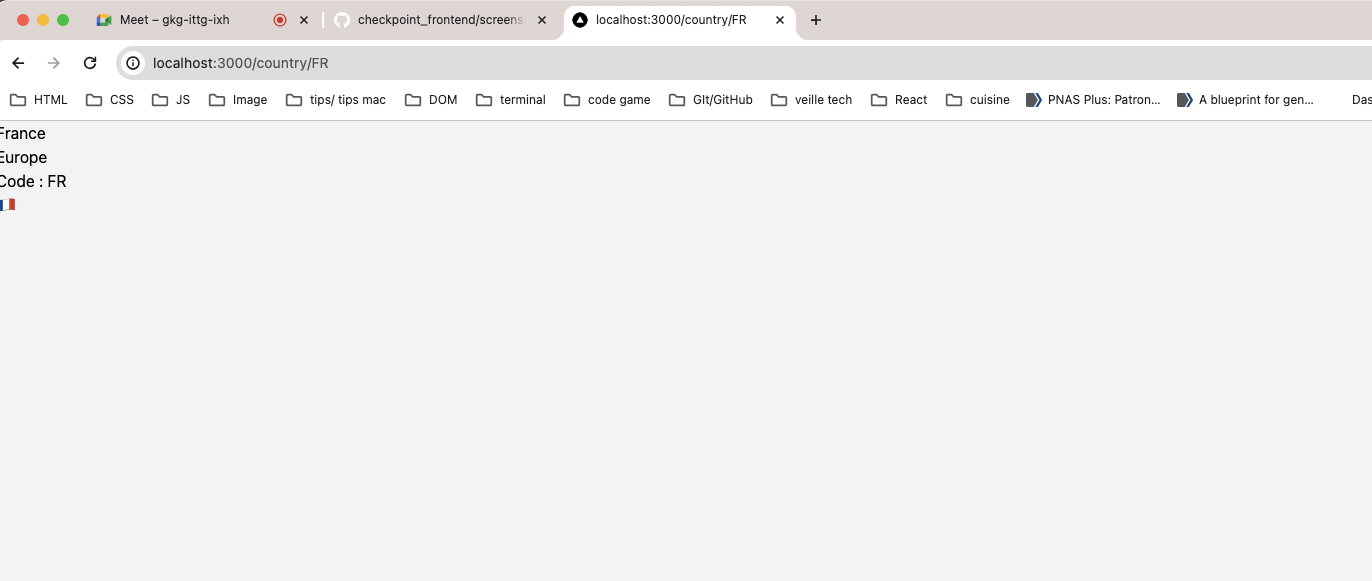 Meet – gkg-ittg-ixh
checkpoint_frontend/screens
localhost:3000/country/FR
localhost:3000/country/FR
HTML
CSS
JS
Image
tips/ tips mac
DOM
terminal
code game
GIt/GitHub
veille tech
React
cuisine
PNAS Plus: Patron...
A blueprint for gen...
Das
France
Europe
Code : FR